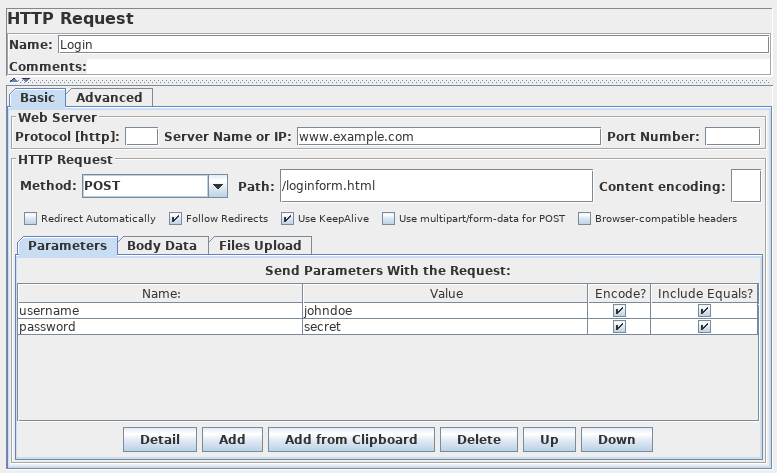 HTTP Request
Name: Login
Comments:
Basic Advanced
Web Server
Protocol [http]: Server Name or IP: www.example.com Port Number:
HTTP Request
Method: POST Path: /loginform.html Content encoding:
Redirect Automatically Follow Redirects Use KeepAlive Use multipart/form-data for POST Browser-compatible headers
Parameters Body Data Files Upload
Send Parameters With the Request:
Name: Value Encode? Include Equals?
username johndoe
password secret
Detail Add Add from Clipboard Delete Up Down